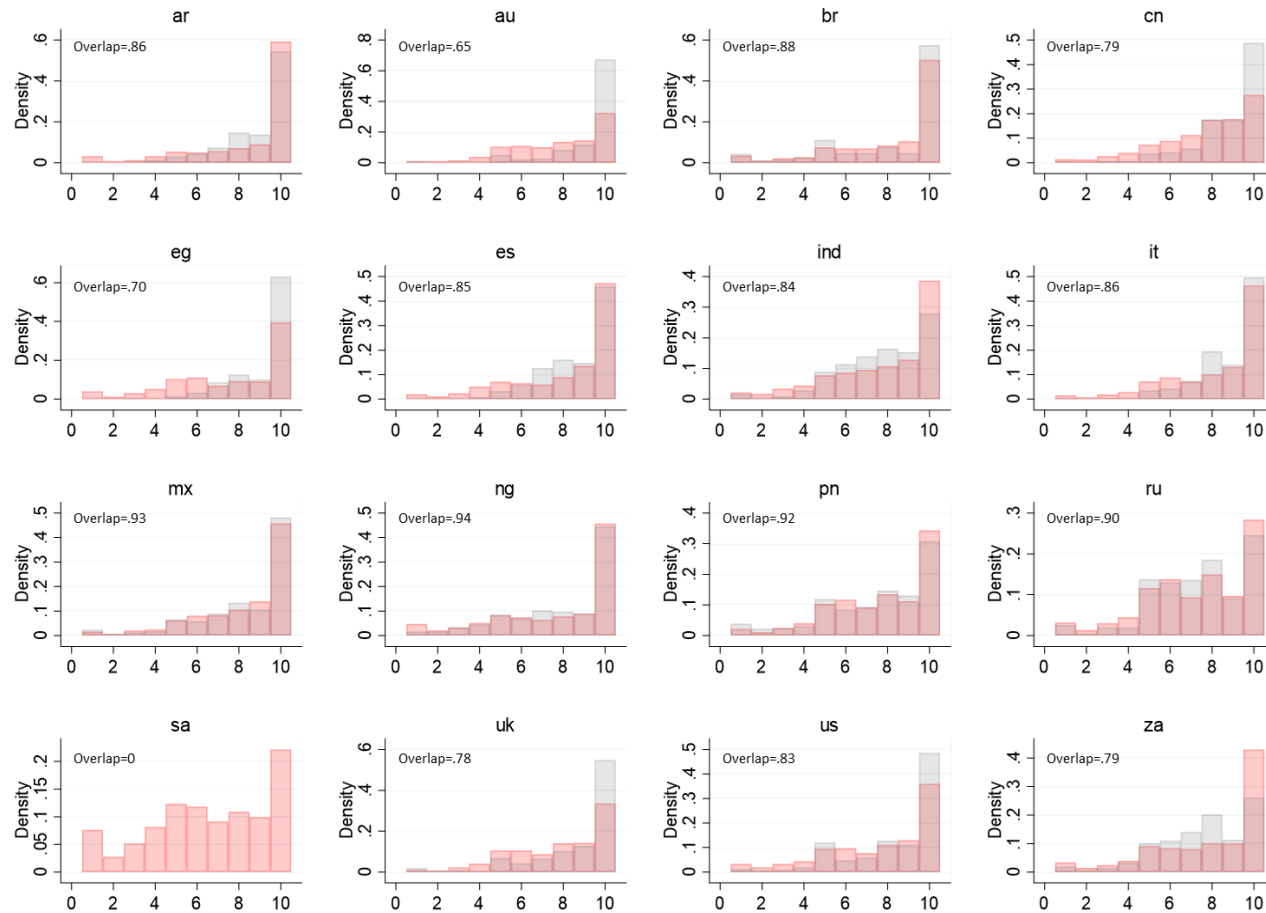 ar
Overlap=.86
Density
.6
.4
.2
0
0 2 4 6 8 10
au
Overlap=.65
Density
.8
.6
.4
.2
0
0 2 4 6 8 10
br
Overlap=.88
Density
.6
.4
.2
0
0 2 4 6 8 10
cn
Overlap=.79
Density
.5
.4
.3
.2
.1
0
0 2 4 6 8 10
eg
Overlap=.70
Density
.6
.4
.2
0
0 2 4 6 8 10
es
Overlap=.85
Density
.5
.4
.3
.2
.1
0
0 2 4 6 8 10
ind
Overlap=.84
Density
.4
.3
.2
.1
0
0 2 4 6 8 10
it
Overlap=.86
Density
.5
.4
.3
.2
.1
0
0 2 4 6 8 10
mx
Overlap=.93
Density
.5
.4
.3
.2
.1
0
0 2 4 6 8 10
ng
Overlap=.94
Density
.5
.4
.3
.2
.1
0
0 2 4 6 8 10
pn
Overlap=.92
Density
.4
.3
.2
.1
0
0 2 4 6 8 10
ru
Overlap=.90
Density
.3
.2
.1
0
0 2 4 6 8 10
sa
Overlap=0
Density
.2
.15
.1
.05
0
0 2 4 6 8 10
uk
Overlap=.78
Density
.6
.4
.2
0
0 2 4 6 8 10
us
Overlap=.83
Density
.5
.4
.3
.2
.1
0
0 2 4 6 8 10
za
Overlap=.79
Density
.4
.3
.2
.1
0
0 2 4 6 8 10